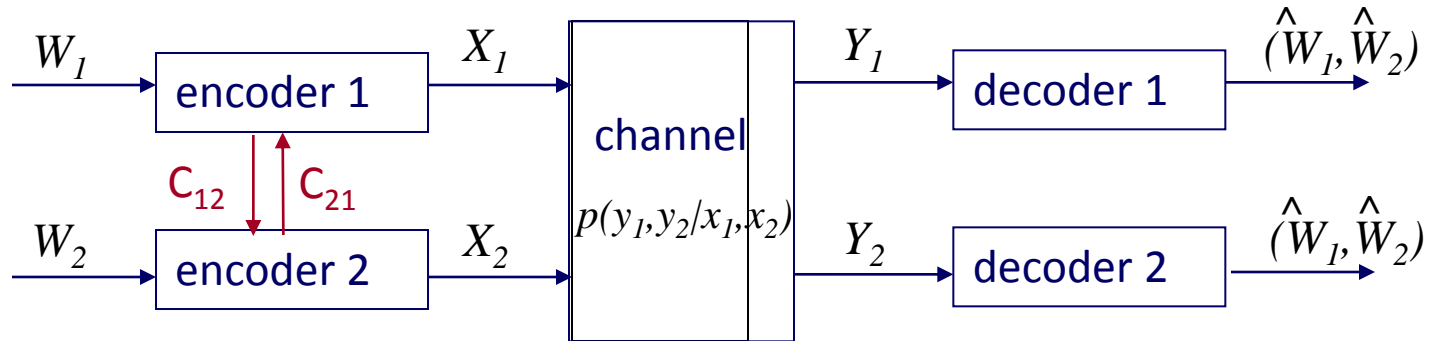 W₁ X₁ Y₁ (Ŵ₁,Ŵ₂)
encoder 1 decoder 1
channel
C₁₂ C₂₁
p(y₁,y₂/x₁,x₂)
W₂ X₂ Y₂ (Ŵ₁,Ŵ₂)
encoder 2 decoder 2